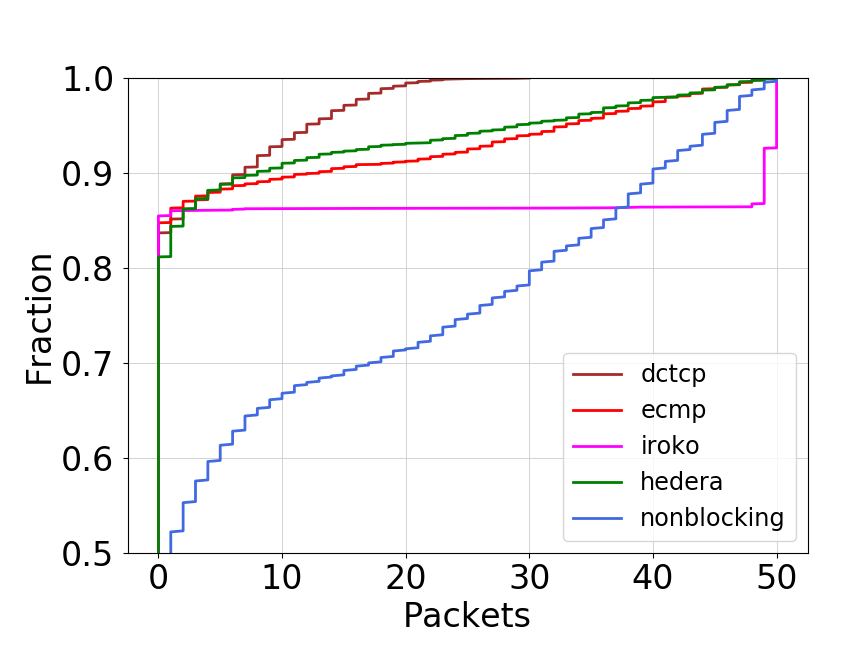 1.0
0.9
0.8
0.7
0.6
0.5
Fraction
dctcp
ecmp
iroko
hedera
nonblocking
0 10 20 30 40 50
Packets